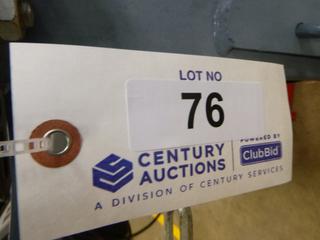 LOT NO
76
CENTURY
AUCTIONS
POWERED BY
ClubBid
A DIVISION OF CENTURY SERVICES